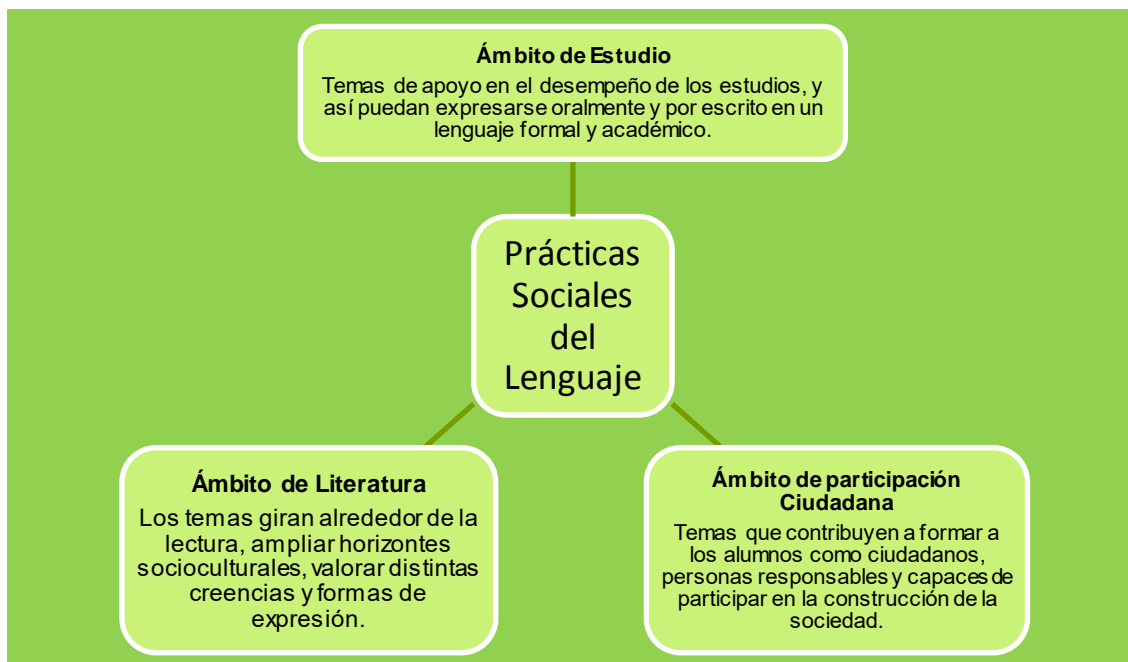 Ámbito de Estudio
Temas de apoyo en el desempeño de los estudios, y
así puedan expresarse oralmente y por escrito en un
lenguaje formal y académico.
Prácticas
Sociales
del
Lenguaje
Ámbito de Literatura
Los temas giran alrededor de la
lectura, ampliar horizontes
socioculturales, valorar distintas
creencias y formas de
expresión.
Ámbito de participación
Ciudadana
Temas que contribuyen a formar a
los alumnos como ciudadanos,
personas responsables y capaces de
participar en la construcción de la
sociedad.